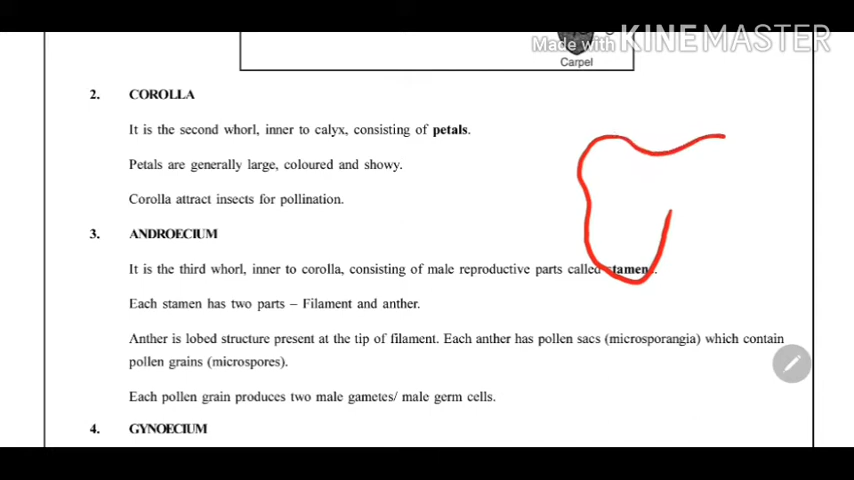 Made with KINEMASTER
Carpel
2. COROLLA
It is the second whorl, inner to calyx, consisting of petals.
Petals are generally large, coloured and showy.
Corolla attract insects for pollination.
3. ANDROECIUM
It is the third whorl, inner to corolla, consisting of male reproductive parts called stamens.
Each stamen has two parts – Filament and anther.
Anther is lobed structure present at the tip of filament. Each anther has pollen sacs (microsporangia) which contain
pollen grains (microspores).
Each pollen grain produces two male gametes/ male germ cells.
4. GYNOECIUM